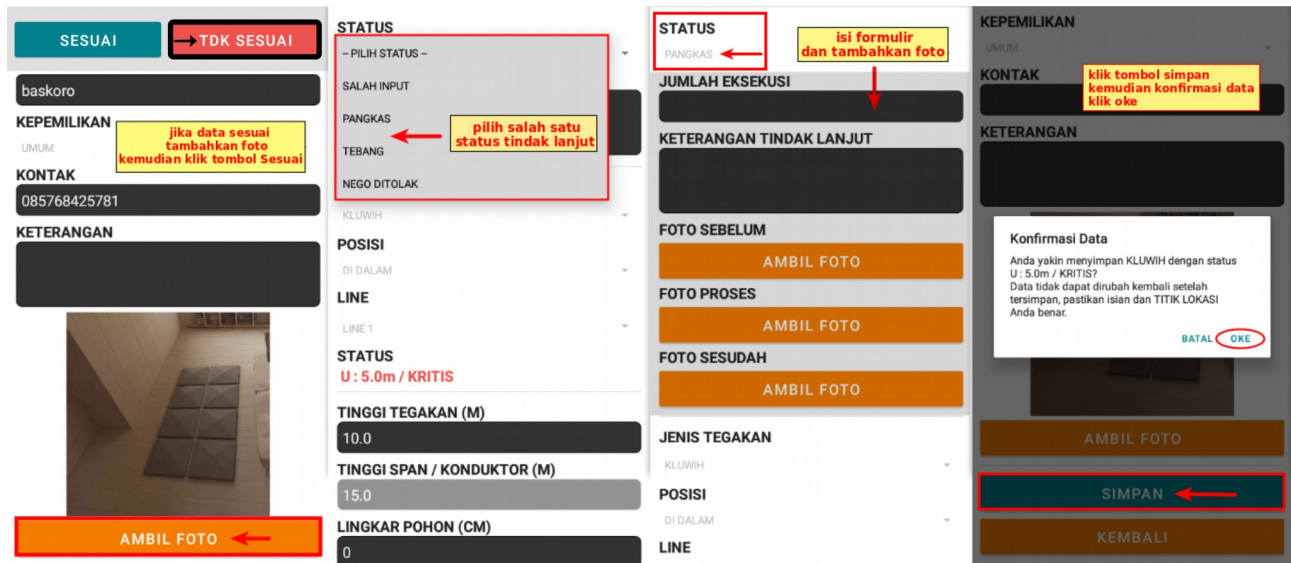 SESUAI
TDK SESUAI
baskoro
KEPEMILIKAN
UMUM
jika data sesuai
tambahkan foto
kemudian klik tombol Sesuai
KONTAK
085768425781
KETERANGAN
AMBIL FOTO
STATUS
– PILIH STATUS –
SALAH INPUT
PANGKAS
TEBANG
NEGO DITOLAK
pilih salah satu
status tindak lanjut
KLUWIH
POSISI
DI DALAM
LINE
LINE 1
STATUS
U : 5.0m / KRITIS
TINGGI TEGAKAN (M)
10.0
TINGGI SPAN / KONDUKTOR (M)
15.0
LINGKAR POHON (CM)
0
STATUS
PANGKAS
isi formulir
dan tambahkan foto
JUMLAH EKSEKUSI
KETERANGAN TINDAK LANJUT
FOTO SEBELUM
AMBIL FOTO
FOTO PROSES
AMBIL FOTO
FOTO SESUDAH
AMBIL FOTO
JENIS TEGAKAN
KLUWIH
POSISI
DI DALAM
LINE
KEPEMILIKAN
UMUM
KONTAK
klik tombol simpan
kemudian konfirmasi data
klik oke
KETERANGAN
Konfirmasi Data
Anda yakin menyimpan KLUWIH dengan status
U : 5.0m / KRITIS?
Data tidak dapat dirubah kembali setelah
tersimpan, pastikan isian dan TITIK LOKASI
Anda benar.
BATAL
OKE
AMBIL FOTO
SIMPAN
KEMBALI